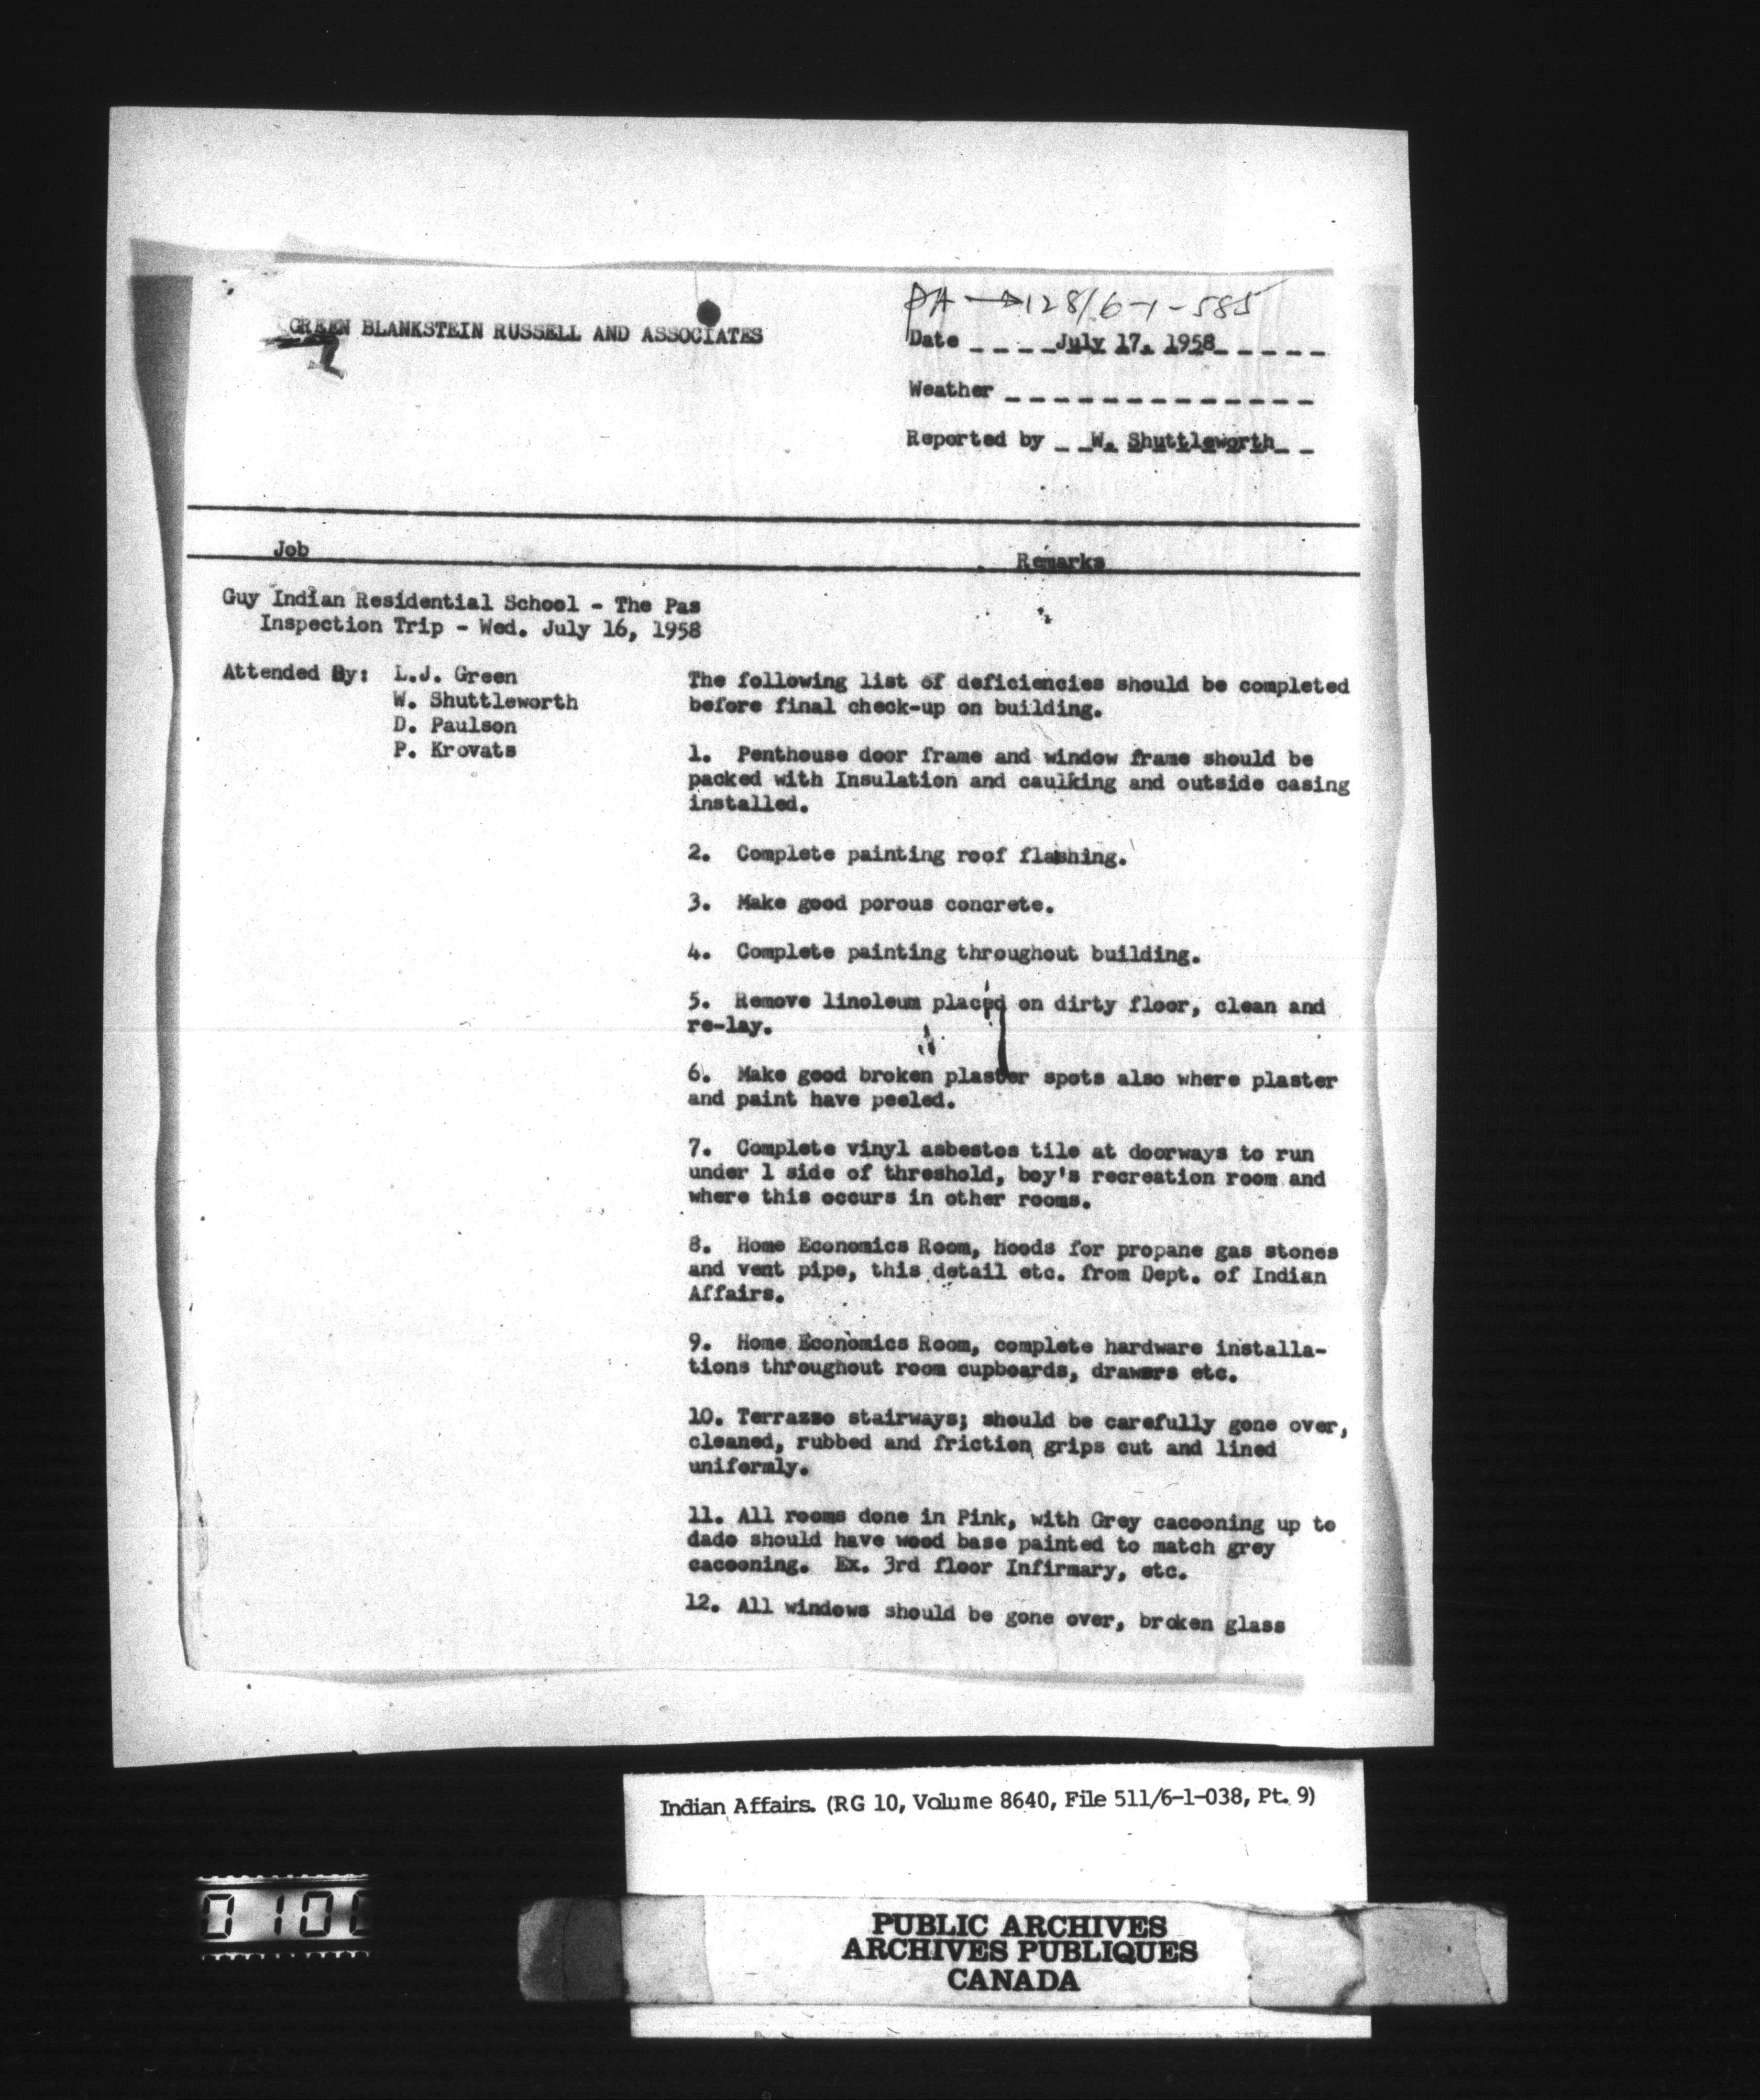 PA → 128/6-1-585
GREEN BLANKSTEIN RUSSELL AND ASSOCIATES
Date July 17, 1958
Weather
Reported by W. Shuttleworth
Job Remarks
Guy Indian Residential School - The Pas
Inspection Trip - Wed. July 16, 1958
Attended By: L.J. Green
W. Shuttleworth
D. Paulson
P. Krovats
The following list of deficiencies should be completed
before final check-up on building.
1. Penthouse door frame and window frame should be
packed with Insulation and caulking and outside casing
installed.
2. Complete painting roof flashing.
3. Make good porous concrete.
4. Complete painting throughout building.
5. Remove linoleum placed on dirty floor, clean and
re-lay.
6. Make good broken plaster spots also where plaster
and paint have peeled.
7. Complete vinyl asbestos tile at doorways to run
under 1 side of threshold, boy's recreation room and
where this occurs in other rooms.
8. Home Economics Room, hoods for propane gas stones
and vent pipe, this detail etc. from Dept. of Indian
Affairs.
9. Home Economics Room, complete hardware installa-
tions throughout room cupboards, drawers etc.
10. Terrazzo stairways; should be carefully gone over,
cleaned, rubbed and friction grips cut and lined
uniformly.
11. All rooms done in Pink, with Grey cacooning up to
dado should have wood base painted to match grey
cacooning. Ex. 3rd floor Infirmary, etc.
12. All windows should be gone over, broken glass
Indian Affairs. (RG 10, Volume 8640, File 511/6-1-038, Pt. 9)
PUBLIC ARCHIVES
ARCHIVES PUBLIQUES
CANADA